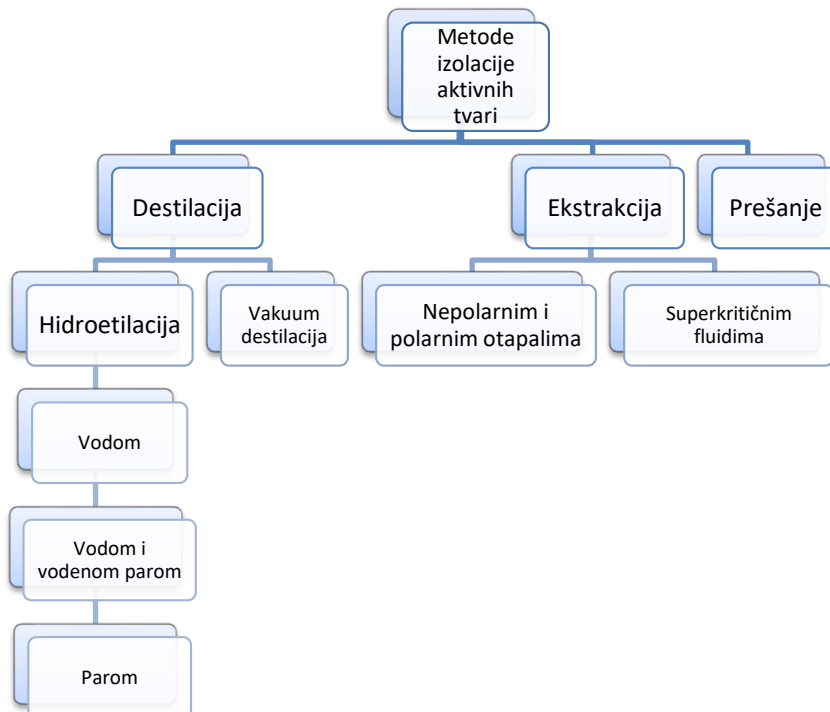 Metode
izolacije
aktivnih
tvari
Destilacija
Ekstrakcija
Prešanje
Hidroetilacija
Vakuum
destilacija
Nepolarnim i
polarnim otapalima
Superkritičnim
fluidima
Vodom
Vodom i
vodenom parom
Parom